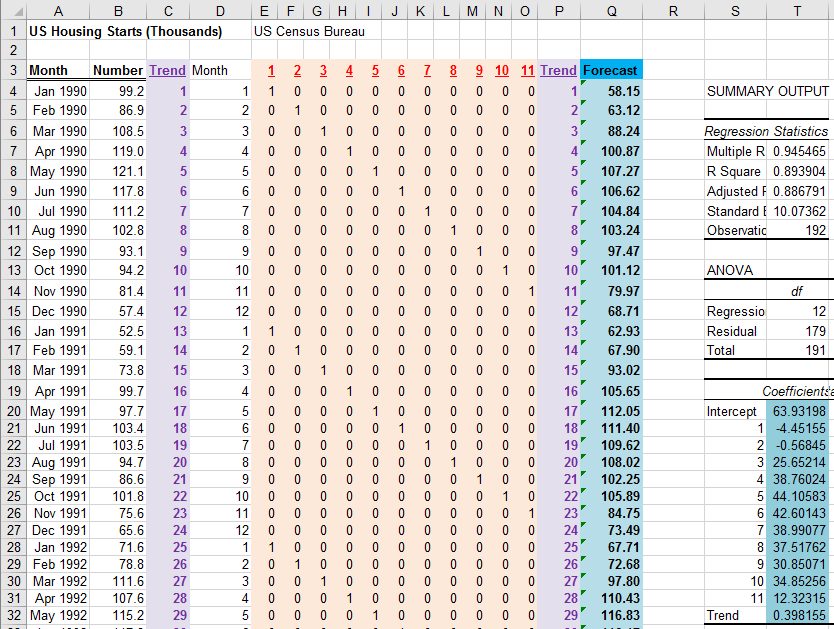 A B C D E F G H I J K L M N O P Q R S T
1 US Housing Starts (Thousands) US Census Bureau
2
3 Month Number Trend Month 1 2 3 4 5 6 7 8 9 10 11 Trend Forecast
4 Jan 1990 99.2 1 1 1 0 0 0 0 0 0 0 0 0 0 1 58.15 SUMMARY OUTPUT
5 Feb 1990 86.9 2 2 0 1 0 0 0 0 0 0 0 0 0 2 63.12
6 Mar 1990 108.5 3 3 0 0 1 0 0 0 0 0 0 0 0 3 88.24 Regression Statistics
7 Apr 1990 119.0 4 4 0 0 0 1 0 0 0 0 0 0 0 4 100.87 Multiple R 0.945465
8 May 1990 121.1 5 5 0 0 0 0 1 0 0 0 0 0 0 5 107.27 R Square 0.893904
9 Jun 1990 117.8 6 6 0 0 0 0 0 1 0 0 0 0 0 6 106.62 Adjusted F 0.886791
10 Jul 1990 111.2 7 7 0 0 0 0 0 0 1 0 0 0 0 7 104.84 Standard E 10.07362
11 Aug 1990 102.8 8 8 0 0 0 0 0 0 0 1 0 0 0 8 103.24 Observatio 192
12 Sep 1990 93.1 9 9 0 0 0 0 0 0 0 0 1 0 0 9 97.47
13 Oct 1990 94.2 10 10 0 0 0 0 0 0 0 0 0 1 0 10 101.12 ANOVA
14 Nov 1990 81.4 11 11 0 0 0 0 0 0 0 0 0 0 1 11 79.97 df
15 Dec 1990 57.4 12 12 0 0 0 0 0 0 0 0 0 0 0 12 68.71 Regressio 12
16 Jan 1991 52.5 13 1 1 0 0 0 0 0 0 0 0 0 0 13 62.93 Residual 179
17 Feb 1991 59.1 14 2 0 1 0 0 0 0 0 0 0 0 0 14 67.90 Total 191
18 Mar 1991 73.8 15 3 0 0 1 0 0 0 0 0 0 0 0 15 93.02
19 Apr 1991 99.7 16 4 0 0 0 1 0 0 0 0 0 0 0 16 105.65 Coefficients
20 May 1991 97.7 17 5 0 0 0 0 1 0 0 0 0 0 0 17 112.05 Intercept 63.93198
21 Jun 1991 103.4 18 6 0 0 0 0 0 1 0 0 0 0 0 18 111.40 1 -4.45155
22 Jul 1991 103.5 19 7 0 0 0 0 0 0 1 0 0 0 0 19 109.62 2 -0.56845
23 Aug 1991 94.7 20 8 0 0 0 0 0 0 0 1 0 0 0 20 108.02 3 25.65214
24 Sep 1991 86.6 21 9 0 0 0 0 0 0 0 0 1 0 0 21 102.25 4 38.76024
25 Oct 1991 101.8 22 10 0 0 0 0 0 0 0 0 0 1 0 22 105.89 5 44.10583
26 Nov 1991 75.6 23 11 0 0 0 0 0 0 0 0 0 0 1 23 84.75 6 42.60143
27 Dec 1991 65.6 24 12 0 0 0 0 0 0 0 0 0 0 0 24 73.49 7 38.99077
28 Jan 1992 71.6 25 1 1 0 0 0 0 0 0 0 0 0 0 25 67.71 8 37.51762
29 Feb 1992 78.8 26 2 0 1 0 0 0 0 0 0 0 0 0 26 72.68 9 30.85071
30 Mar 1992 111.6 27 3 0 0 1 0 0 0 0 0 0 0 0 27 97.80 10 34.85256
31 Apr 1992 107.6 28 4 0 0 0 1 0 0 0 0 0 0 0 28 110.43 11 12.32315
32 May 1992 115.2 29 5 0 0 0 0 1 0 0 0 0 0 0 29 116.83 Trend 0.398155